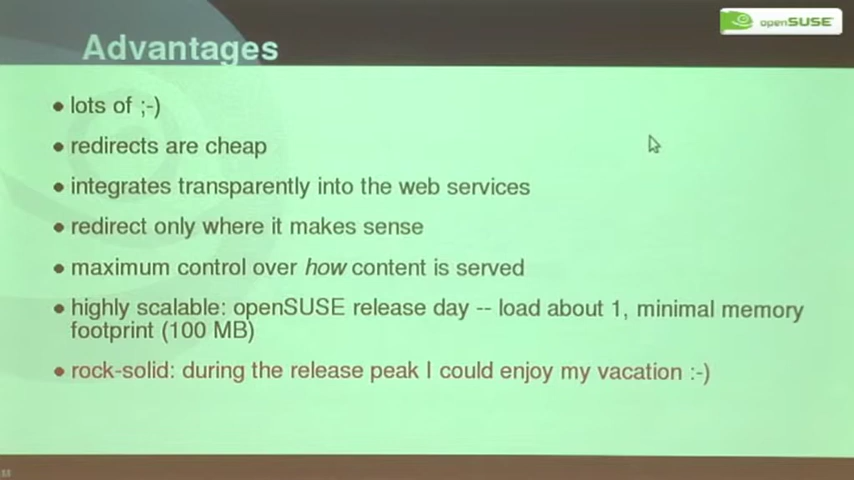 openSUSE
Advantages
• lots of ;-)
• redirects are cheap
• integrates transparently into the web services
• redirect only where it makes sense
• maximum control over how content is served
• highly scalable: openSUSE release day -- load about 1, minimal memory
footprint (100 MB)
• rock-solid: during the release peak I could enjoy my vacation :-)